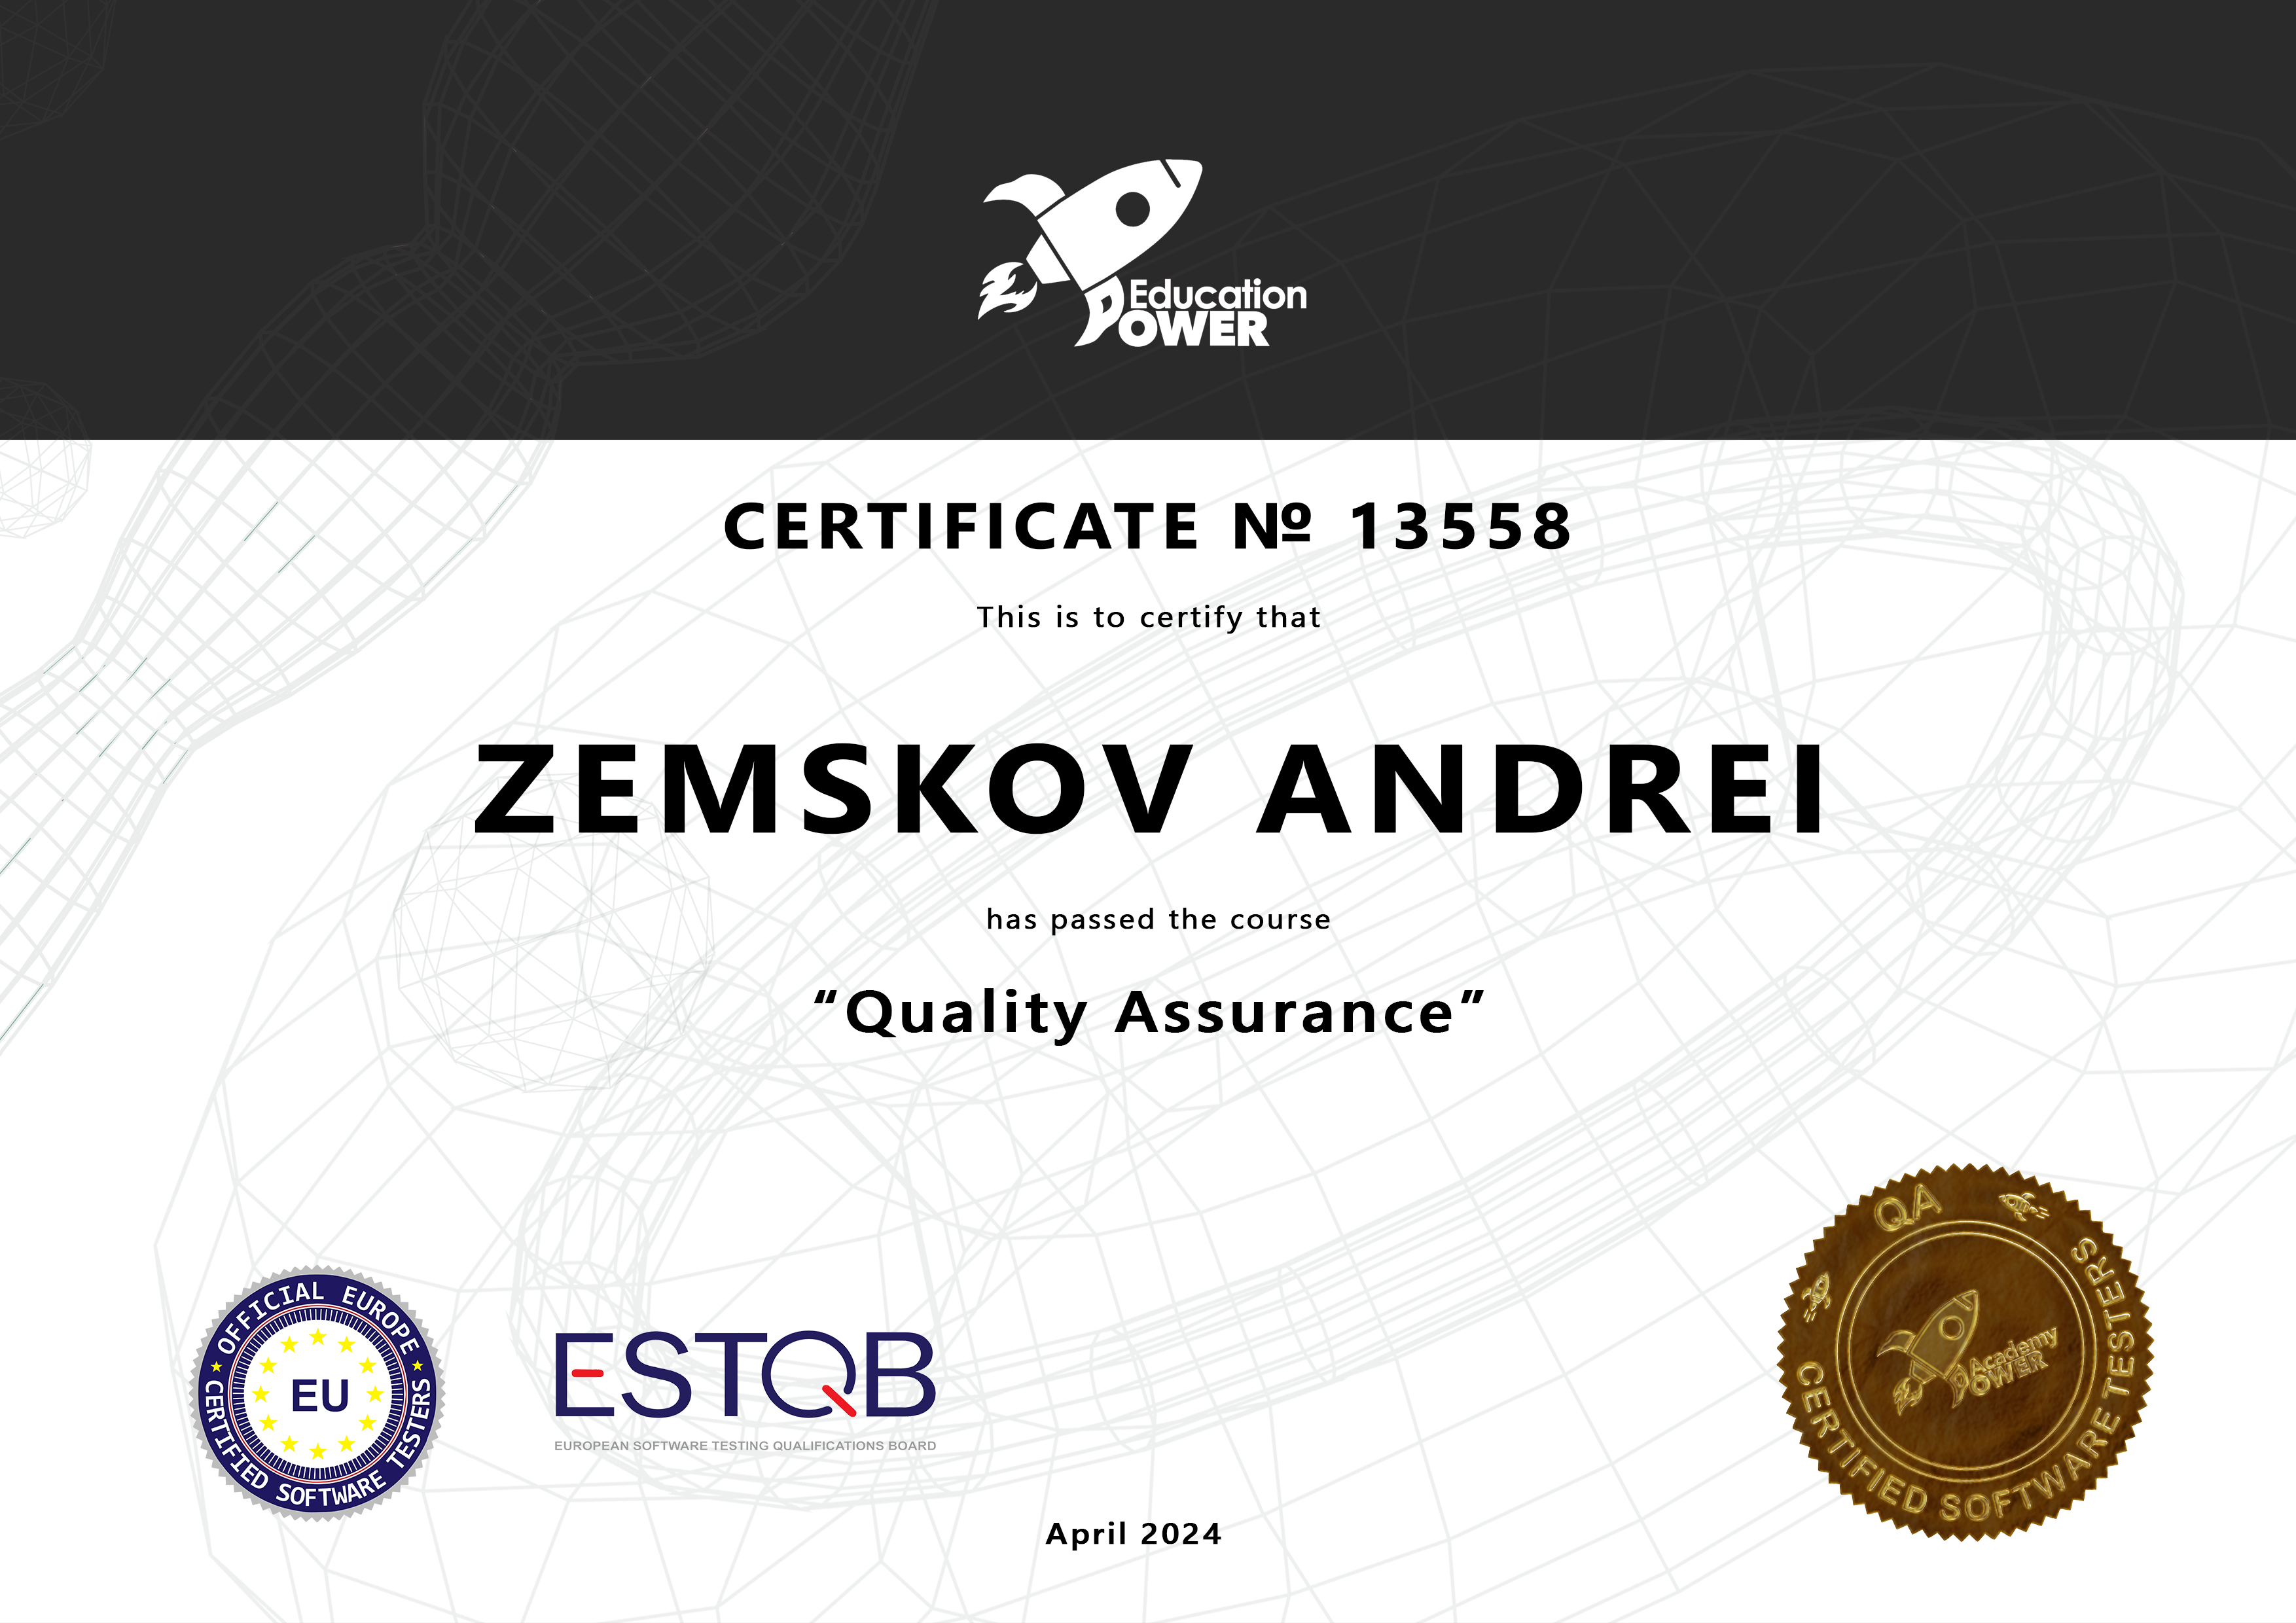 Education
POWER
CERTIFICATE № 13558
This is to certify that
ZEMSKOV ANDREI
has passed the course
“Quality Assurance”
OFFICIAL EUROPE
EU
CERTIFIED SOFTWARE TESTERS
ESTQB
EUROPEAN SOFTWARE TESTING QUALIFICATIONS BOARD
QA
Academy
POWER
CERTIFIED SOFTWARE TESTERS
April 2024